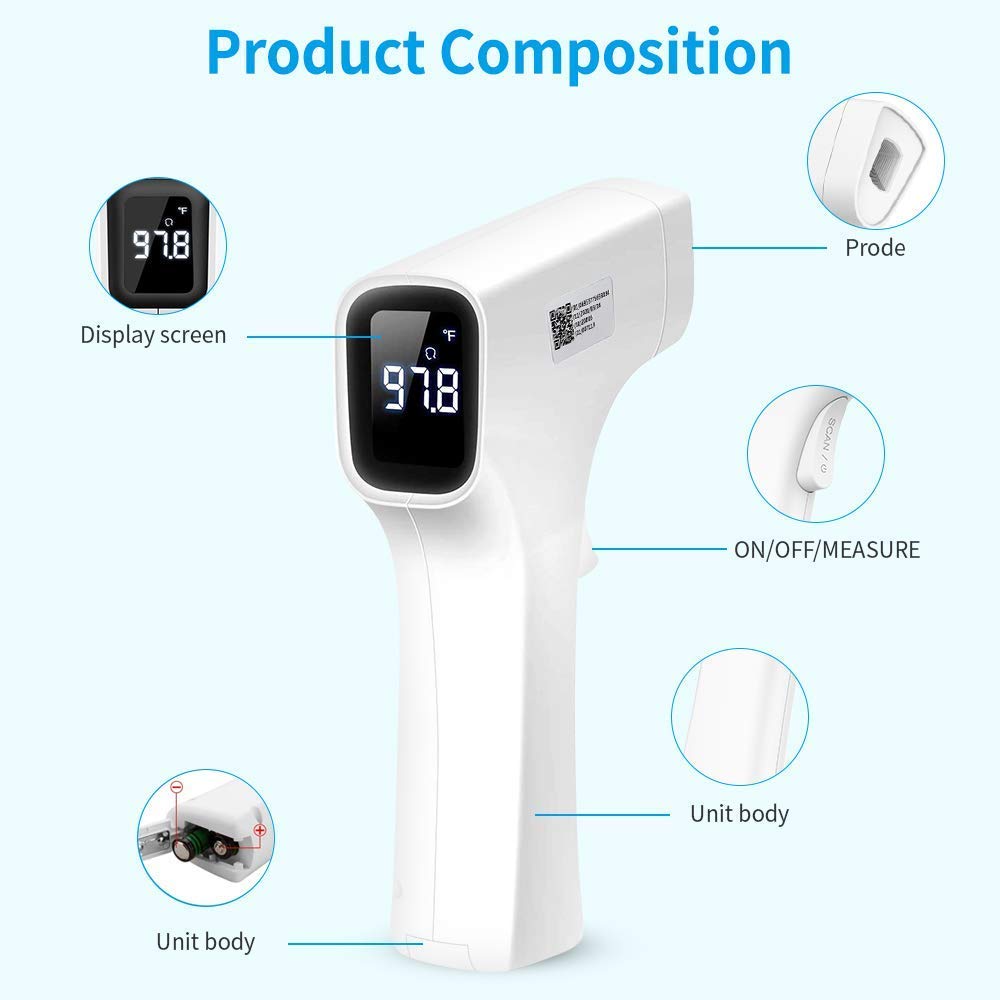 Product Composition
°F
97.8
Display screen
°F
97.8
Prode
SCAN /
ON/OFF/MEASURE
Unit body
Unit body